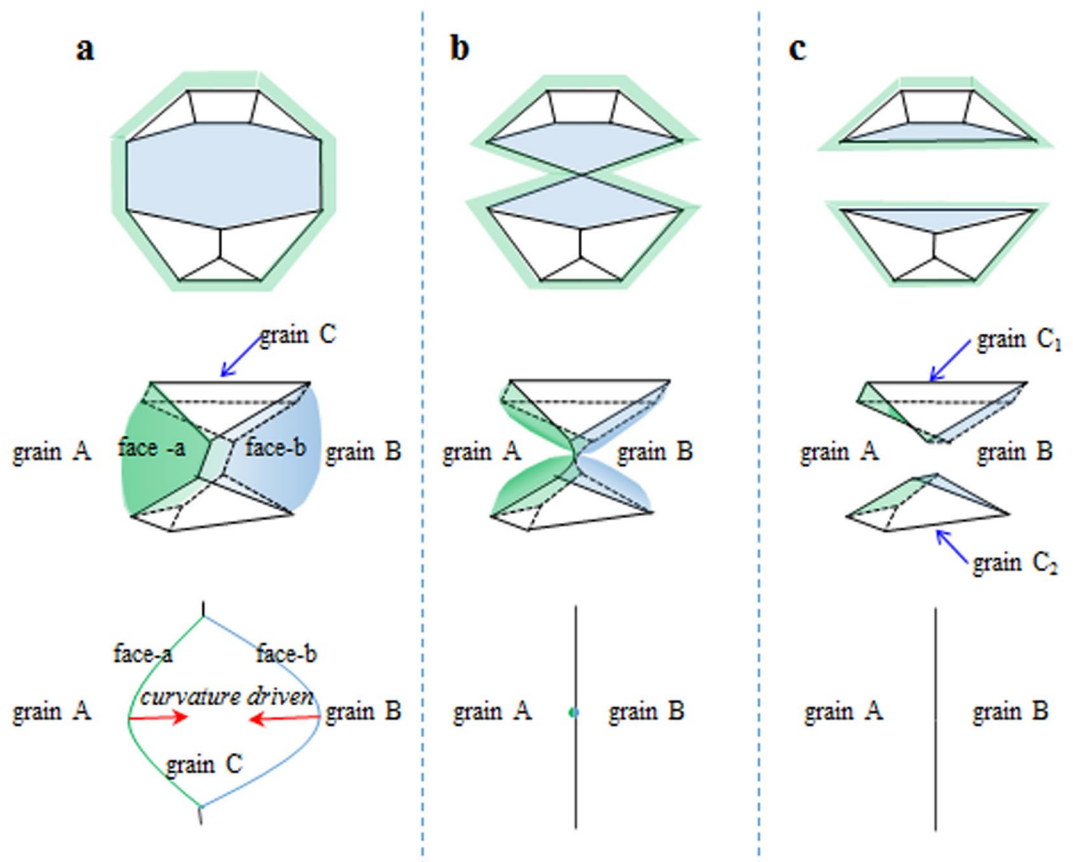 a
b
c
grain C
grain A
face -a
face-b
grain B
grain A
grain B
grain C1
grain A
grain B
grain C2
face-a
face-b
curvature driven
grain A
grain B
grain C
grain A
grain B
grain A
grain B